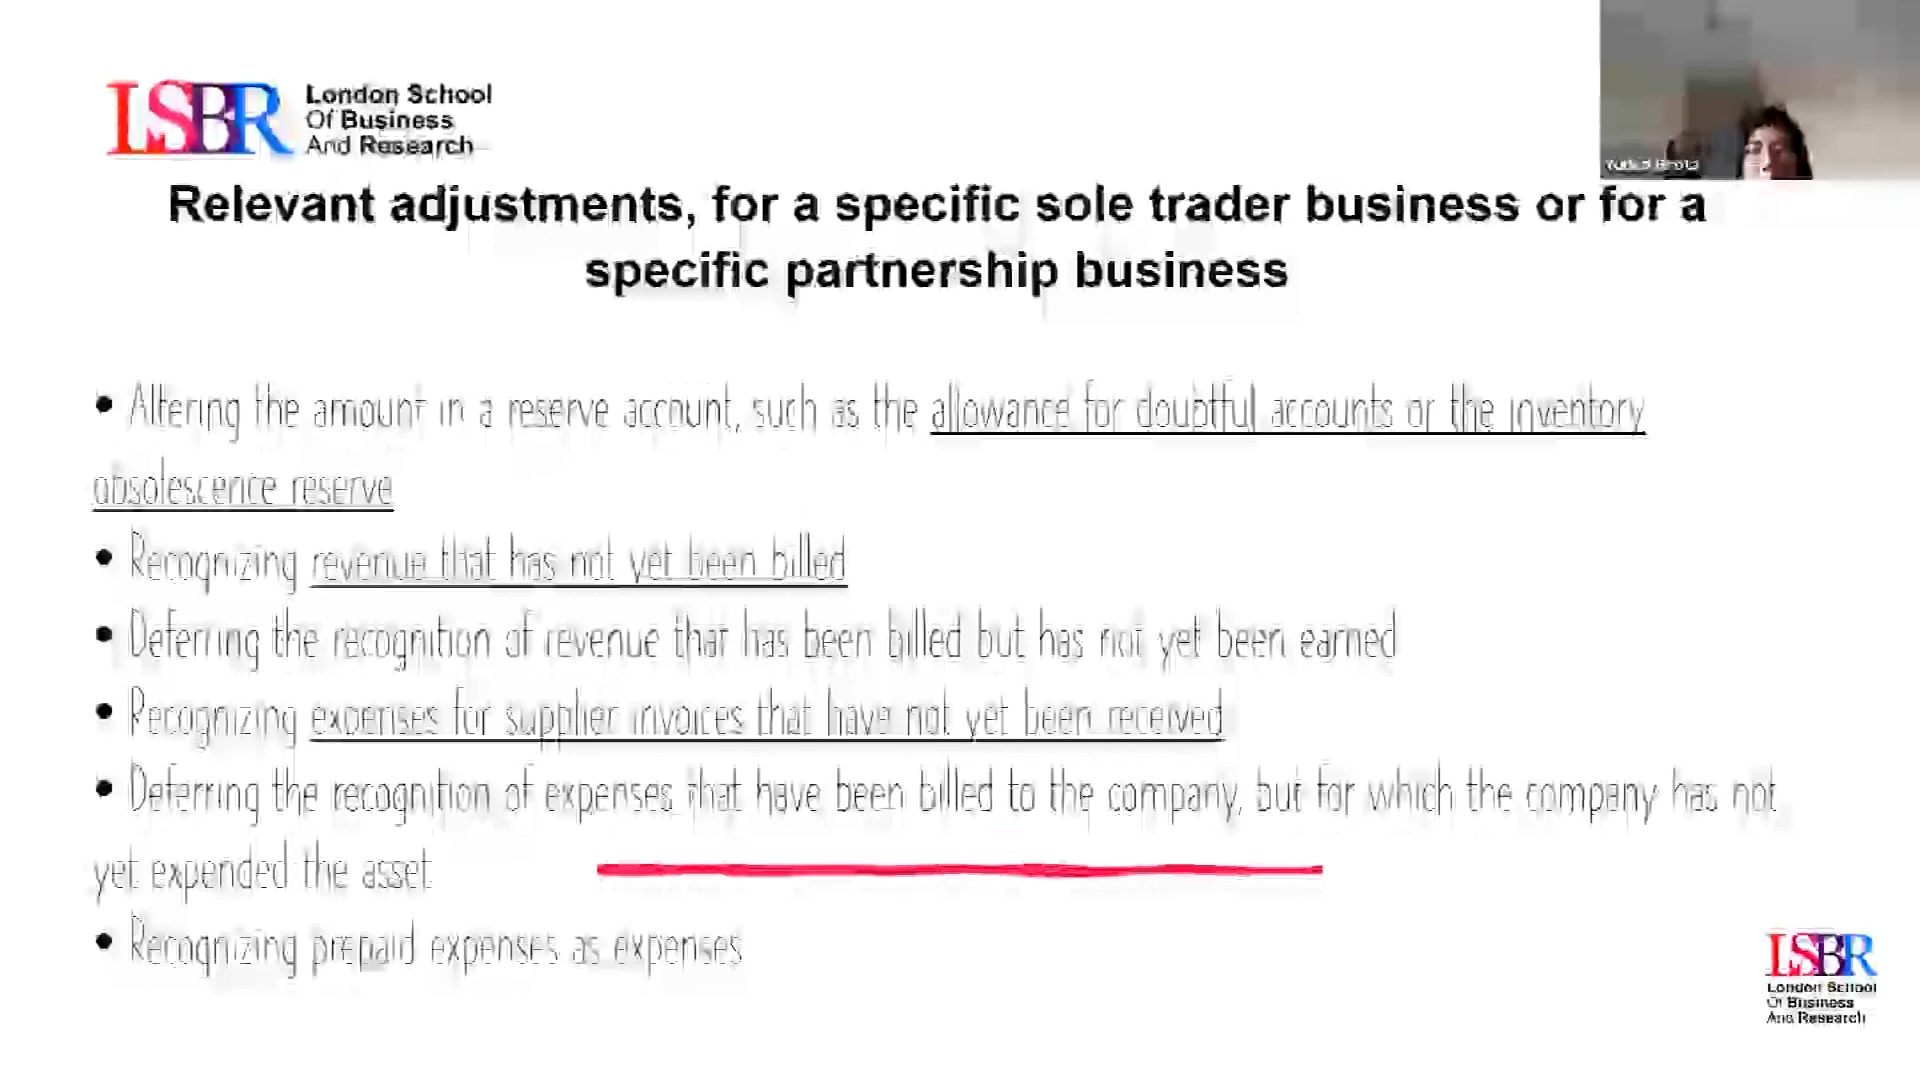 LSBR London School
Of Business
And Research
Relevant adjustments, for a specific sole trader business or for a
specific partnership business
• Altering the amount in a reserve account, such as the allowance for doubtful accounts or the inventory
obsolescence reserve
• Recognizing revenue that has not yet been billed
• Deferring the recognition of revenue that has been billed but has not yet been earned
• Recognizing expenses for supplier invoices that have not yet been received
• Deferring the recognition of expenses that have been billed to the company, but for which the company has not
yet expended the asset
• Recognizing prepaid expenses as expenses
LSBR
London School
Of Business
And Research